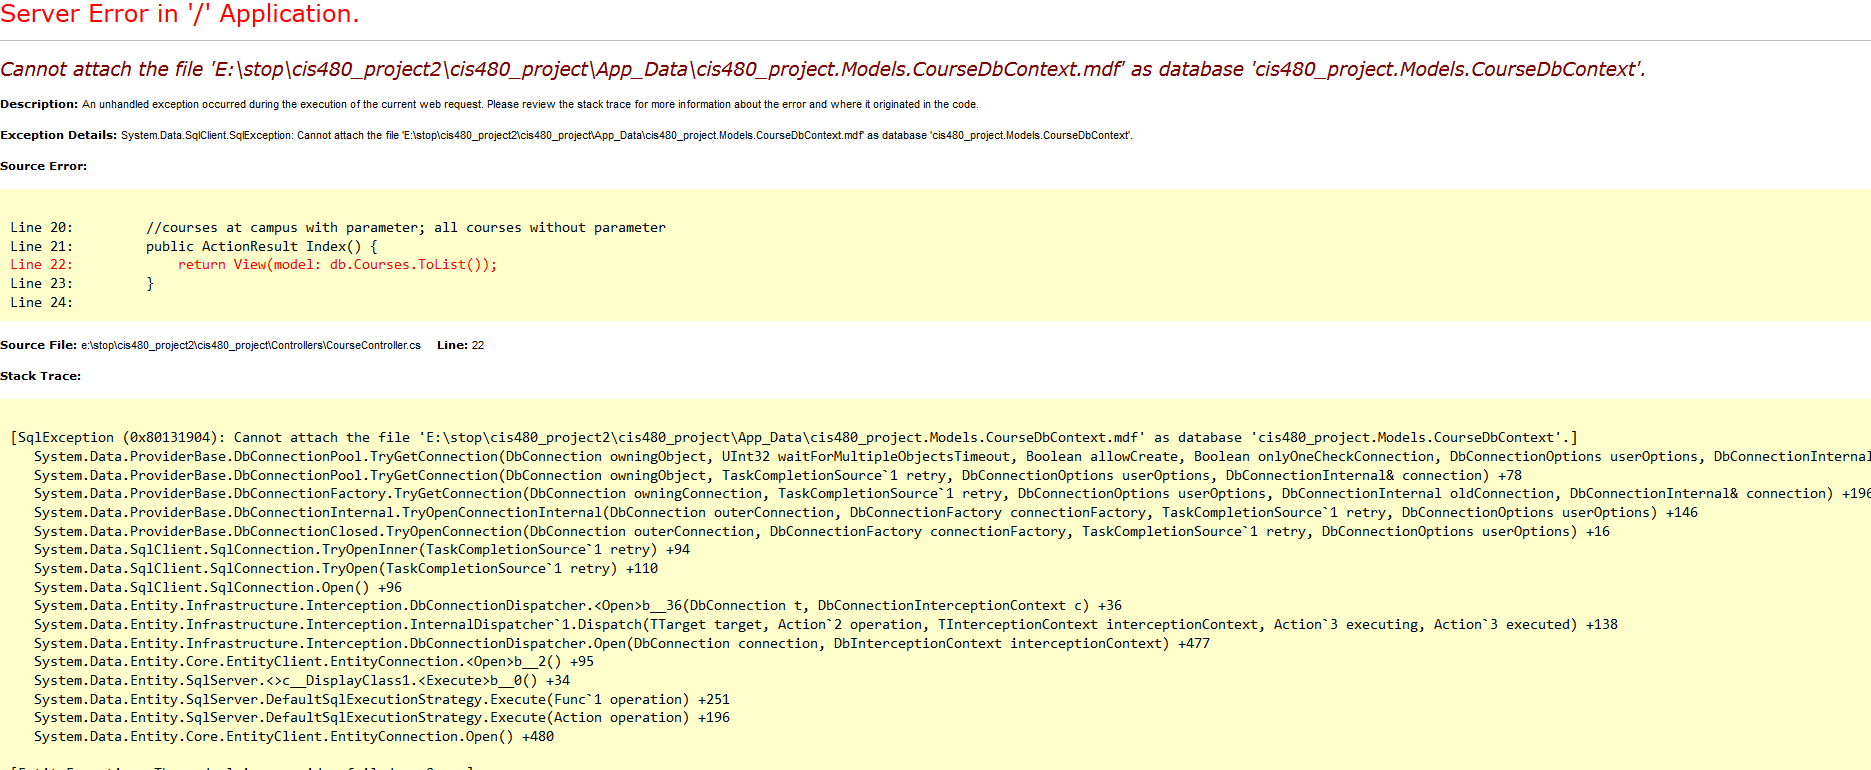 Server Error in '/' Application.
Cannot attach the file 'E:\stop\cis480_project2\cis480_project\App_Data\cis480_project.Models.CourseDbContext.mdf' as database 'cis480_project.Models.CourseDbContext'.
Description: An unhandled exception occurred during the execution of the current web request. Please review the stack trace for more information about the error and where it originated in the code.
Exception Details: System.Data.SqlClient.SqlException: Cannot attach the file 'E:\stop\cis480_project2\cis480_project\App_Data\cis480_project.Models.CourseDbContext.mdf' as database 'cis480_project.Models.CourseDbContext'.
Source Error:
Line 20:         //courses at campus with parameter; all courses without parameter
Line 21:         public ActionResult Index() {
Line 22:             return View(model: db.Courses.ToList());
Line 23:         }
Line 24:
Source File: e:\stop\cis480_project2\cis480_project\Controllers\CourseController.cs    Line: 22
Stack Trace:
[SqlException (0x80131904): Cannot attach the file 'E:\stop\cis480_project2\cis480_project\App_Data\cis480_project.Models.CourseDbContext.mdf' as database 'cis480_project.Models.CourseDbContext'.]
System.Data.ProviderBase.DbConnectionPool.TryGetConnection(DbConnection owningObject, UInt32 waitForMultipleObjectsTimeout, Boolean allowCreate, Boolean onlyOneCheckConnection, DbConnectionOptions userOptions, DbConnectionInternal
System.Data.ProviderBase.DbConnectionPool.TryGetConnection(DbConnection owningObject, TaskCompletionSource`1 retry, DbConnectionOptions userOptions, DbConnectionInternal& connection) +78
System.Data.ProviderBase.DbConnectionFactory.TryGetConnection(DbConnection owningConnection, TaskCompletionSource`1 retry, DbConnectionOptions userOptions, DbConnectionInternal oldConnection, DbConnectionInternal& connection) +196
System.Data.ProviderBase.DbConnectionInternal.TryOpenConnectionInternal(DbConnection outerConnection, DbConnectionFactory connectionFactory, TaskCompletionSource`1 retry, DbConnectionOptions userOptions) +146
System.Data.ProviderBase.DbConnectionClosed.TryOpenConnection(DbConnection outerConnection, DbConnectionFactory connectionFactory, TaskCompletionSource`1 retry, DbConnectionOptions userOptions) +16
System.Data.SqlClient.SqlConnection.TryOpenInner(TaskCompletionSource`1 retry) +94
System.Data.SqlClient.SqlConnection.TryOpen(TaskCompletionSource`1 retry) +110
System.Data.SqlClient.SqlConnection.Open() +96
System.Data.Entity.Infrastructure.Interception.DbConnectionDispatcher.<Open>b__36(DbConnection t, DbConnectionInterceptionContext c) +36
System.Data.Entity.Infrastructure.Interception.InternalDispatcher`1.Dispatch(TTarget target, Action`2 operation, TInterceptionContext interceptionContext, Action`3 executing, Action`3 executed) +138
System.Data.Entity.Infrastructure.Interception.DbConnectionDispatcher.Open(DbConnection connection, DbInterceptionContext interceptionContext) +477
System.Data.Entity.Core.EntityClient.EntityConnection.<Open>b__2() +95
System.Data.Entity.SqlServer.<>c__DisplayClass1.<Execute>b__0() +34
System.Data.Entity.SqlServer.DefaultSqlExecutionStrategy.Execute(Func`1 operation) +251
System.Data.Entity.SqlServer.DefaultSqlExecutionStrategy.Execute(Action operation) +196
System.Data.Entity.Core.EntityClient.EntityConnection.Open() +480